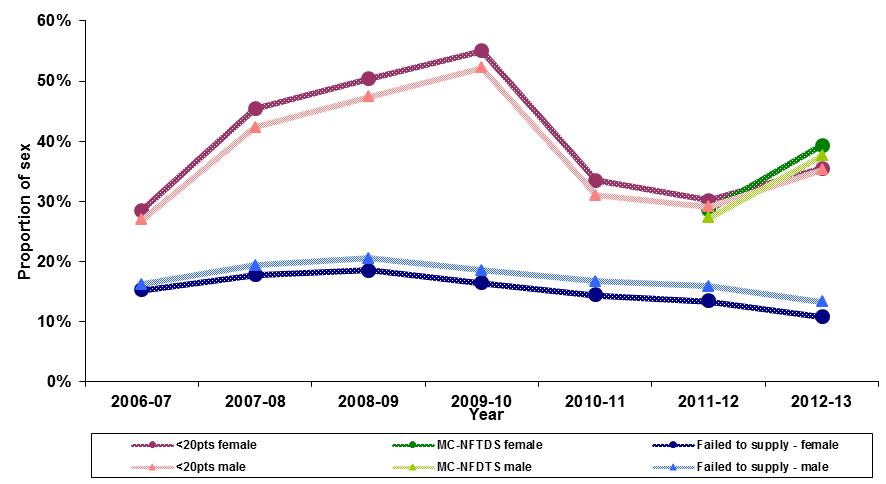 60%
50%
40%
30%
20%
10%
0%
Proportion of sex
2006-07 2007-08 2008-09 2009-10 2010-11 2011-12 2012-13
Year
<20pts female MC-NFTDS female Failed to supply - female
<20pts male MC-NFDTS male Failed to supply - male